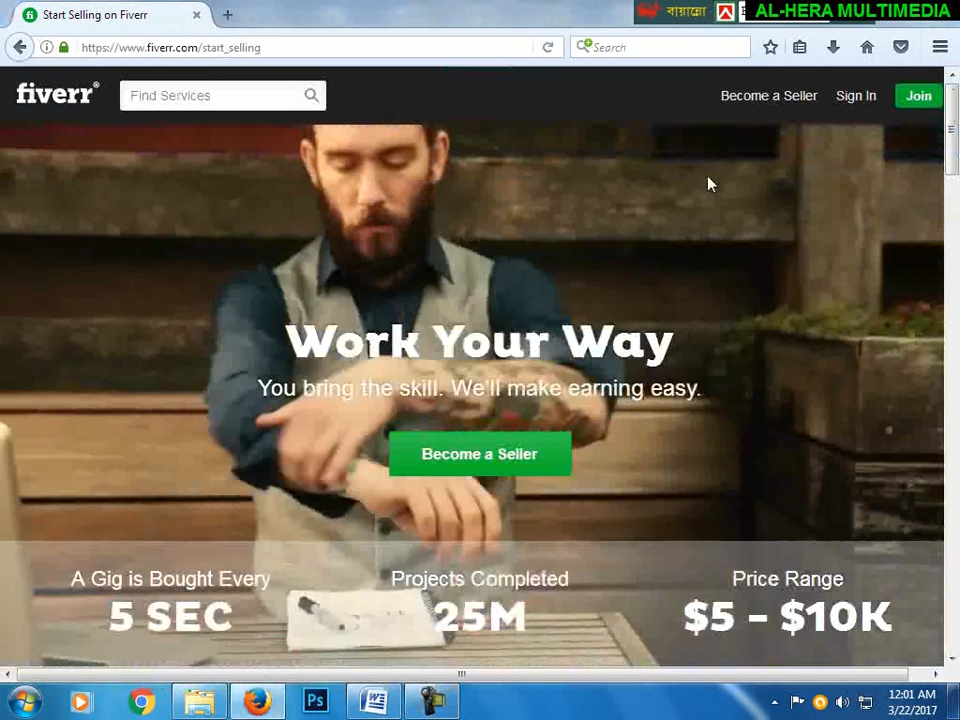 Start Selling on Fiverr
বায়ান্নো
AL-HERA MULTIMEDIA
https://www.fiverr.com/start_selling
Search
fiverr®
Find Services
Become a Seller
Sign In
Join
Work Your Way
You bring the skill. We'll make earning easy.
Become a Seller
A Gig is Bought Every
5 SEC
Projects Completed
25M
Price Range
$5 – $10K
Ps
12:01 AM
3/22/2017